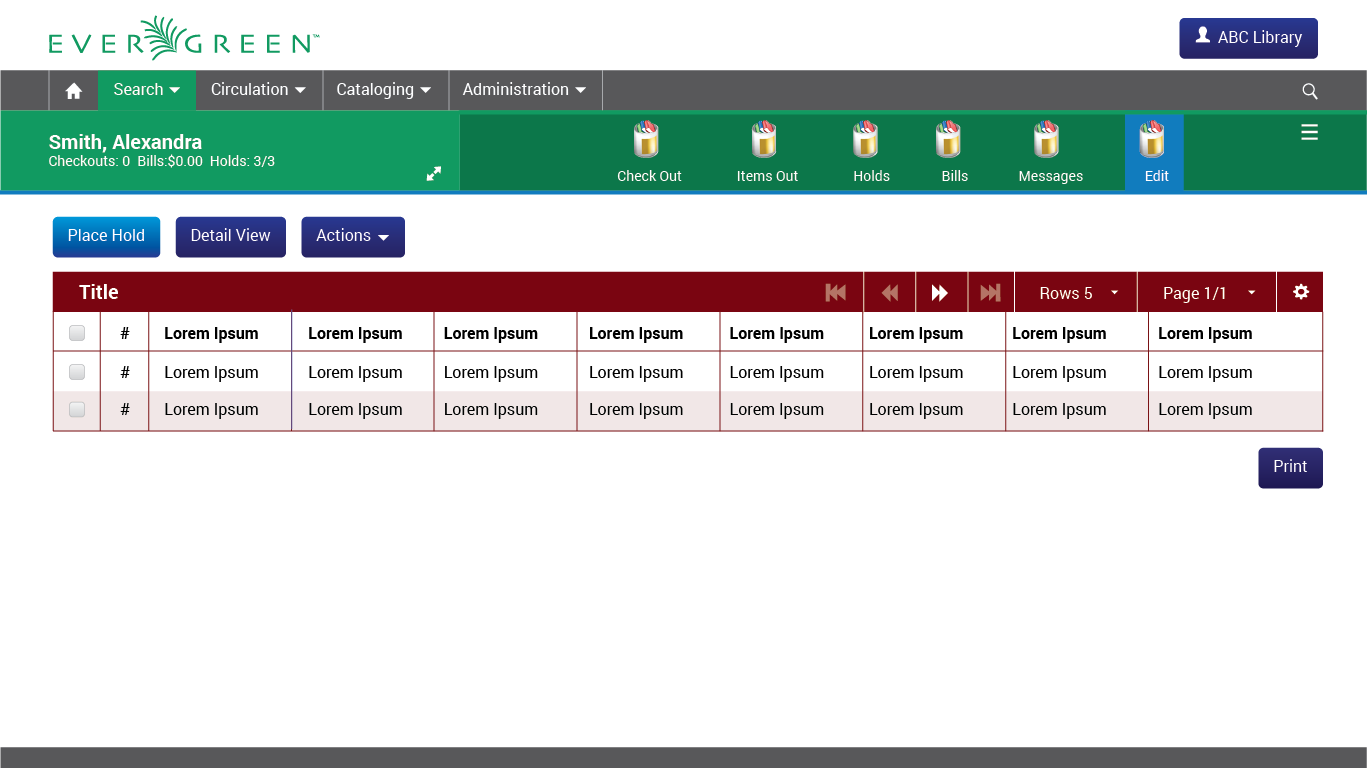 EVERGREEN™
ABC Library
Search Circulation Cataloging Administration
Smith, Alexandra
Checkouts: 0 Bills:$0.00 Holds: 3/3
Check Out Items Out Holds Bills Messages Edit
Place Hold Detail View Actions
Title Rows 5 Page 1/1
# Lorem Ipsum Lorem Ipsum Lorem Ipsum Lorem Ipsum Lorem Ipsum Lorem Ipsum Lorem Ipsum Lorem Ipsum
# Lorem Ipsum Lorem Ipsum Lorem Ipsum Lorem Ipsum Lorem Ipsum Lorem Ipsum Lorem Ipsum Lorem Ipsum
# Lorem Ipsum Lorem Ipsum Lorem Ipsum Lorem Ipsum Lorem Ipsum Lorem Ipsum Lorem Ipsum Lorem Ipsum
Print